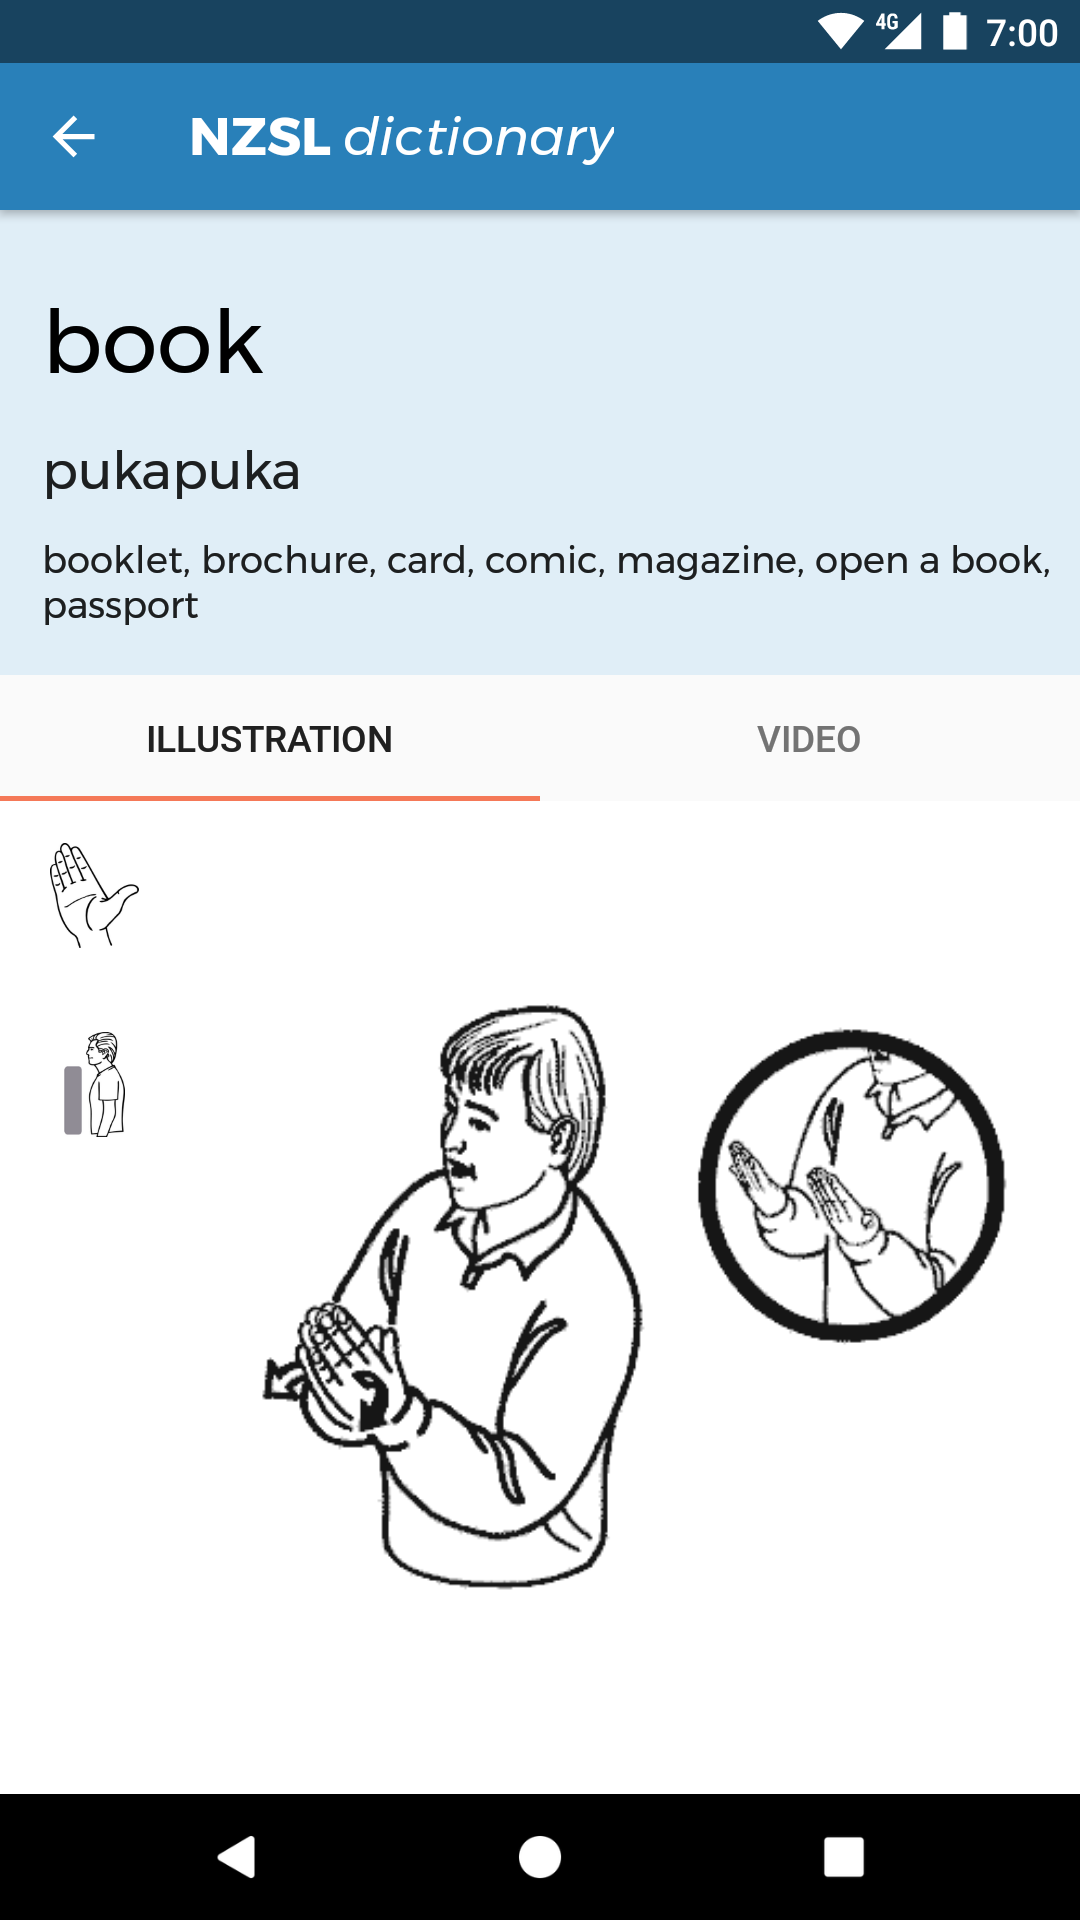 4G 7:00
NZSL dictionary
book
pukapuka
booklet, brochure, card, comic, magazine, open a book,
passport
ILLUSTRATION VIDEO